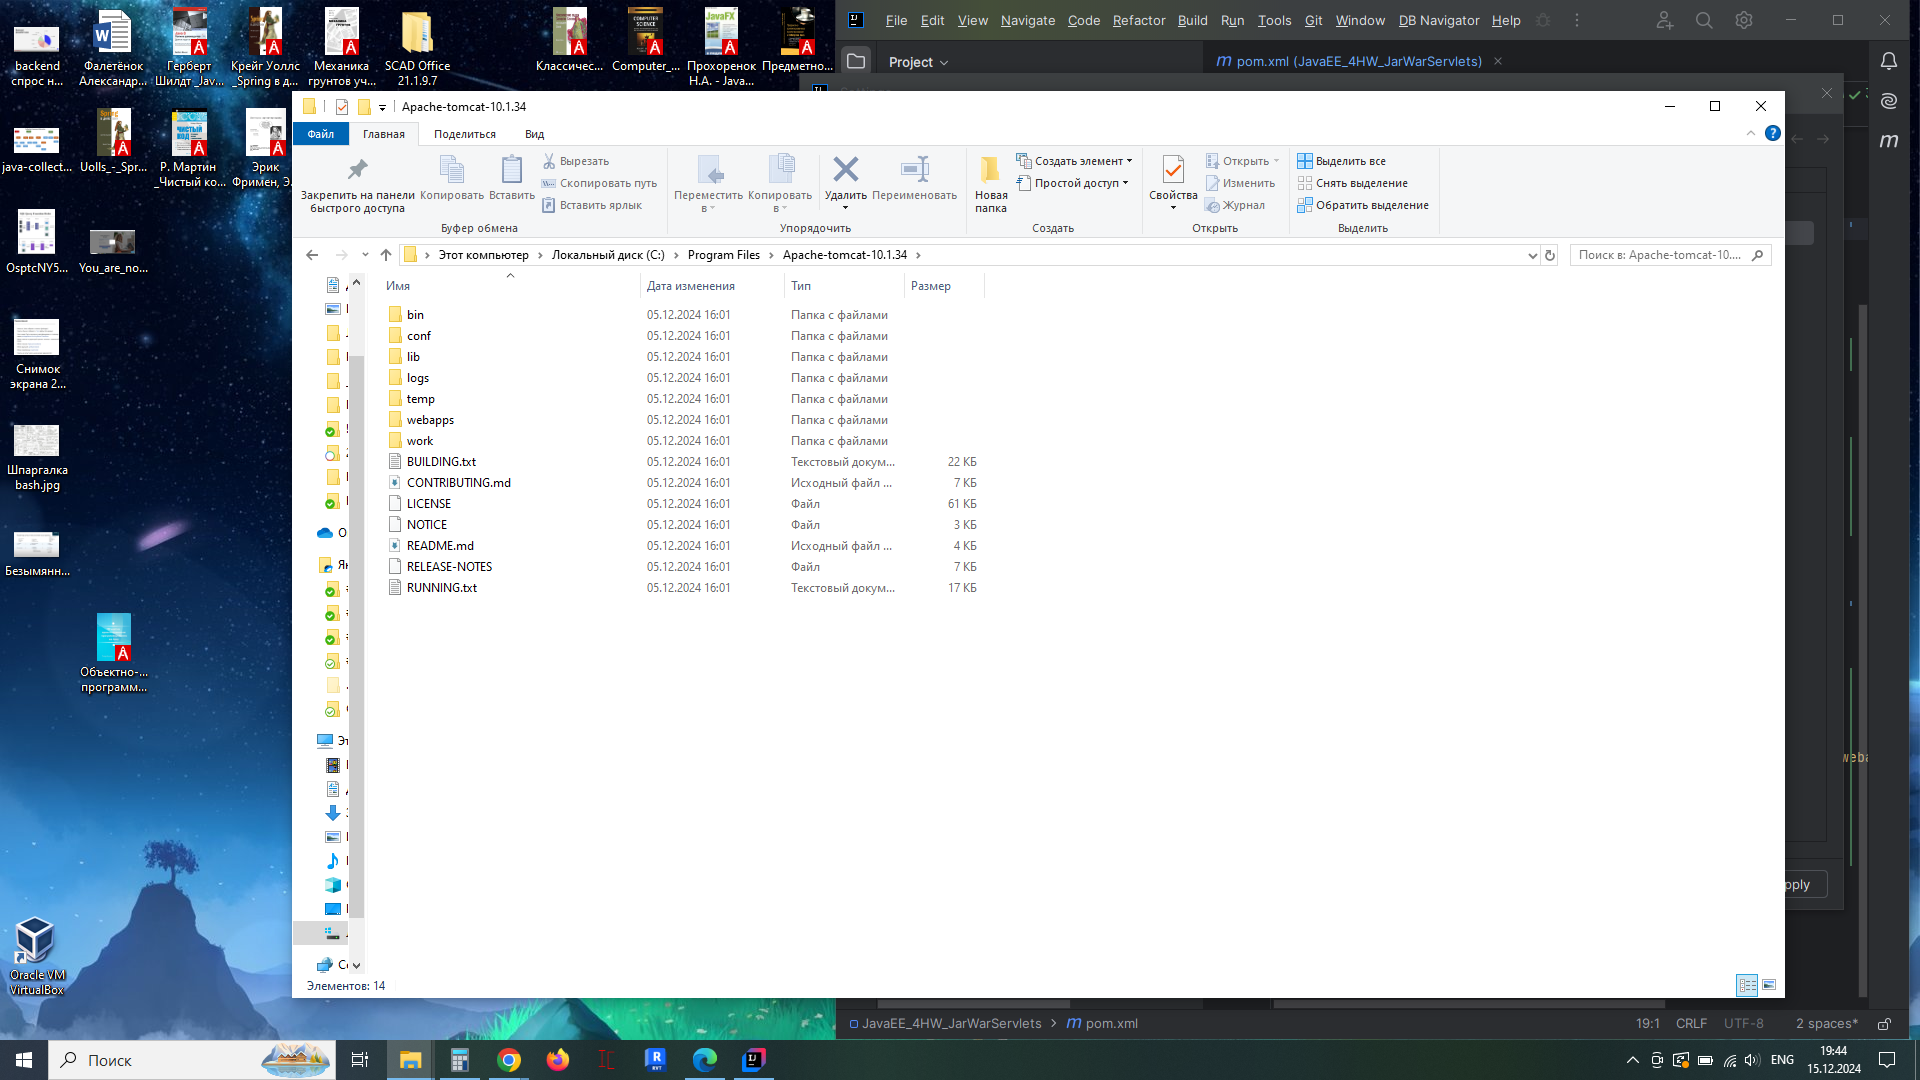 backend
спрос н...
Фалетёнок
Александр...
Герберт
Шилдт _Jav...
Крейг Уоллс
_Spring в д...
Механика
грунтов уч...
SCAD Office
21.1.9.7
Классичес...
Computer_...
Прохоренок
Н.А. - Java...
Предметно...
java-collect...
Uolls_-_Spr...
Р. Мартин
_Чистый ко...
Эрик
Фримен, Э.
OsptcNY5...
You_are_no...
Снимок
экрана 2...
Шпаргалка
bash.jpg
Безымянн...
Объектно-...
программ...
Oracle VM
VirtualBox
File Edit View Navigate Code Refactor Build Run Tools Git Window DB Navigator Help
Project
pom.xml (JavaEE_4HW_JarWarServlets)
Apache-tomcat-10.1.34
Файл Главная Поделиться Вид
Закрепить на панели
быстрого доступа
Копировать
Вставить
Вырезать
Скопировать путь
Вставить ярлык
Буфер обмена
Переместить
в
Копировать
в
Удалить
Переименовать
Упорядочить
Новая
папка
Создать элемент
Простой доступ
Создать
Свойства
Открыть
Изменить
Журнал
Открыть
Выделить все
Снять выделение
Обратить выделение
Выделить
Этот компьютер Локальный диск (C:) Program Files Apache-tomcat-10.1.34
Поиск в: Apache-tomcat-10....
Имя Дата изменения Тип Размер
bin 05.12.2024 16:01 Папка с файлами
conf 05.12.2024 16:01 Папка с файлами
lib 05.12.2024 16:01 Папка с файлами
logs 05.12.2024 16:01 Папка с файлами
temp 05.12.2024 16:01 Папка с файлами
webapps 05.12.2024 16:01 Папка с файлами
work 05.12.2024 16:01 Папка с файлами
BUILDING.txt 05.12.2024 16:01 Текстовый докум... 22 КБ
CONTRIBUTING.md 05.12.2024 16:01 Исходный файл ... 7 КБ
LICENSE 05.12.2024 16:01 Файл 61 КБ
NOTICE 05.12.2024 16:01 Файл 3 КБ
README.md 05.12.2024 16:01 Исходный файл ... 4 КБ
RELEASE-NOTES 05.12.2024 16:01 Файл 7 КБ
RUNNING.txt 05.12.2024 16:01 Текстовый докум... 17 КБ
Элементов: 14
pply
JavaEE_4HW_JarWarServlets pom.xml
19:1 CRLF UTF-8 2 spaces*
Поиск
ENG
19:44
15.12.2024